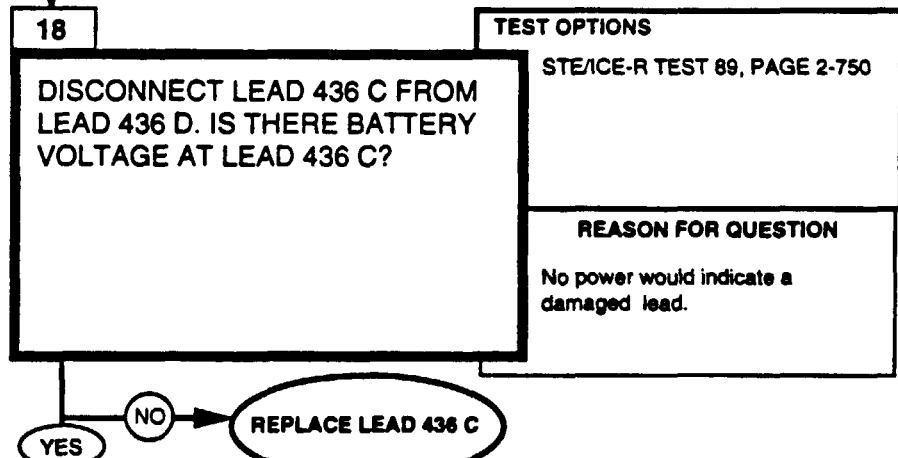 18
DISCONNECT LEAD 436 C FROM
LEAD 436 D. IS THERE BATTERY
VOLTAGE AT LEAD 436 C?
TEST OPTIONS
STE/ICE-R TEST 89, PAGE 2-750
REASON FOR QUESTION
No power would indicate a
damaged lead.
NO
REPLACE LEAD 436 C
YES